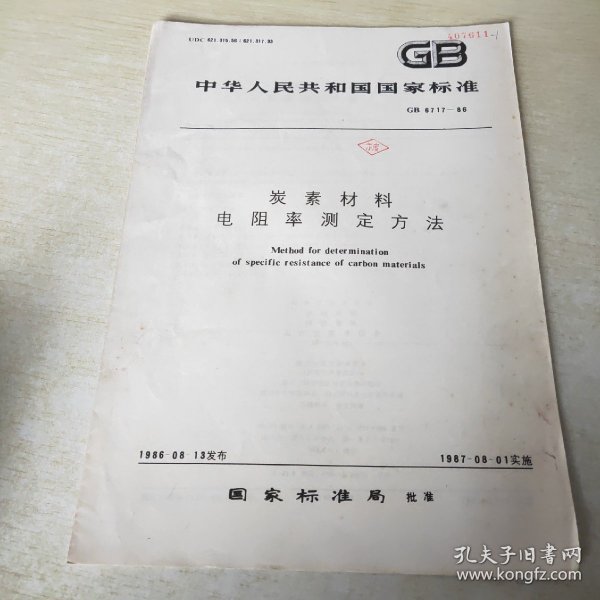 UDC 621.315.56:621.317.33
407611-1
GB
中华人民共和国国家标准
GB 6717-86
炭素材料
电阻率测定方法
Method for determination
of specific resistance of carbon materials
1986-08-13发布
1987-08-01实施
国家标准局 批准
孔夫子旧书网
www.kongfz.com